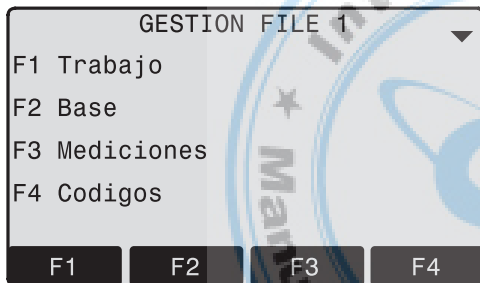 GESTION FILE 1
F1 Trabajo
F2 Base
F3 Mediciones
F4 Codigos
F1 F2 F3 F4